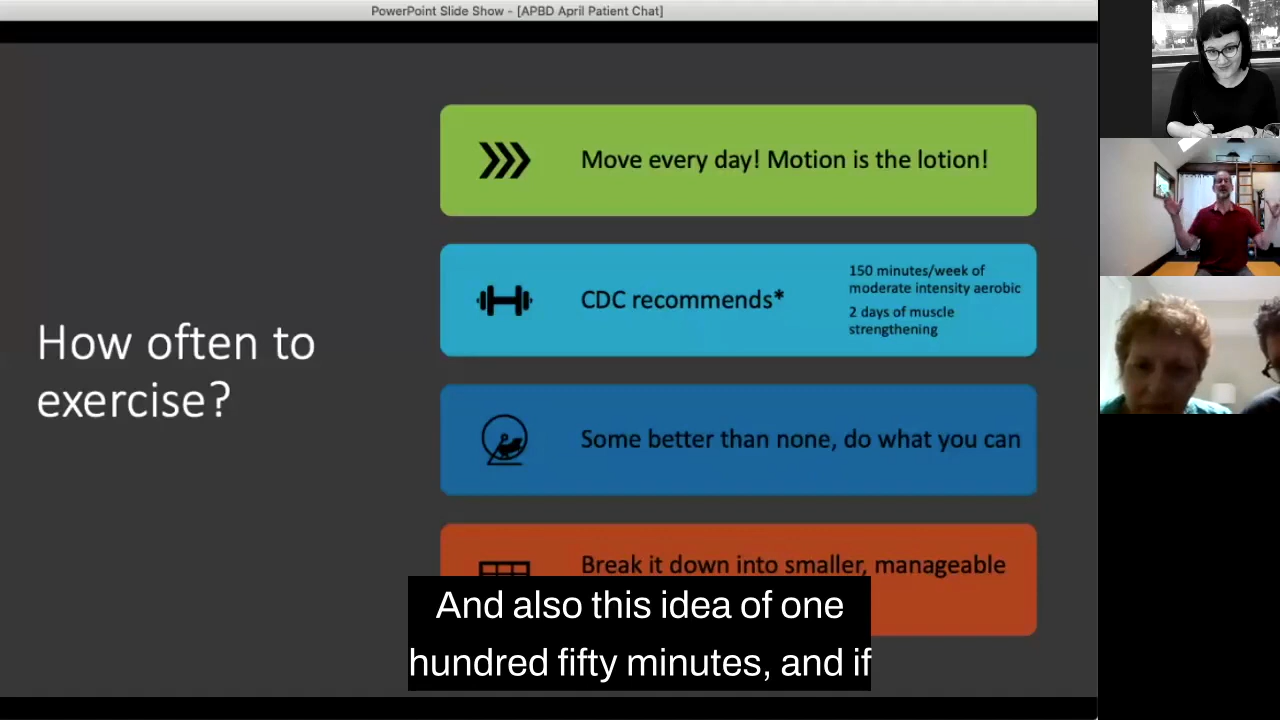 PowerPoint Slide Show - [APBD April Patient Chat]
How often to
exercise?
Move every day! Motion is the lotion!
CDC recommends*
150 minutes/week of
moderate intensity aerobic
2 days of muscle
strengthening
Some better than none, do what you can
Break it down into smaller, manageable
And also this idea of one
hundred fifty minutes, and if